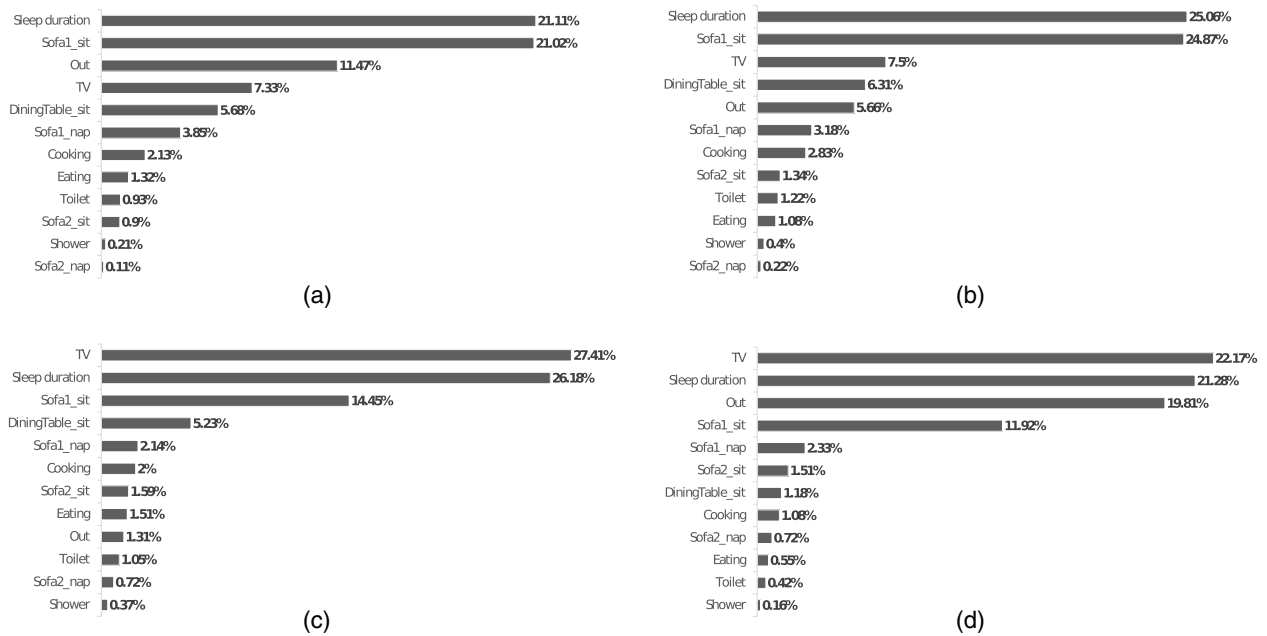 Sleep duration 21.11%
Sofa1_sit 21.02%
Out 11.47%
TV 7.33%
DiningTable_sit 5.68%
Sofa1_nap 3.85%
Cooking 2.13%
Eating 1.32%
Toilet 0.93%
Sofa2_sit 0.9%
Shower 0.21%
Sofa2_nap 0.11%
(a)
Sleep duration 25.06%
Sofa1_sit 24.87%
TV 7.5%
DiningTable_sit 6.31%
Out 5.66%
Sofa1_nap 3.18%
Cooking 2.83%
Sofa2_sit 1.34%
Toilet 1.22%
Eating 1.08%
Shower 0.4%
Sofa2_nap 0.22%
(b)
TV 27.41%
Sleep duration 26.18%
Sofa1_sit 14.45%
DiningTable_sit 5.23%
Sofa1_nap 2.14%
Cooking 2%
Sofa2_sit 1.59%
Eating 1.51%
Out 1.31%
Toilet 1.05%
Sofa2_nap 0.72%
Shower 0.37%
(c)
TV 22.17%
Sleep duration 21.28%
Out 19.81%
Sofa1_sit 11.92%
Sofa1_nap 2.33%
Sofa2_sit 1.51%
DiningTable_sit 1.18%
Cooking 1.08%
Sofa2_nap 0.72%
Eating 0.55%
Toilet 0.42%
Shower 0.16%
(d)